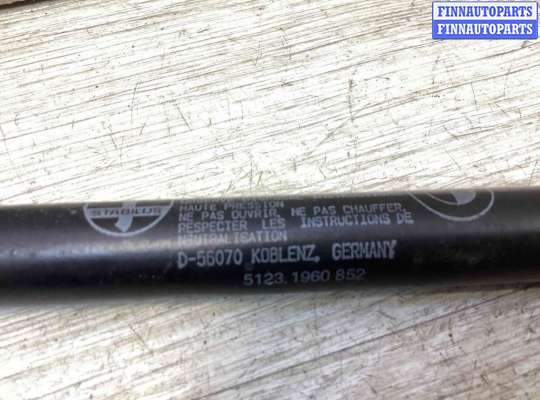 FINNAUTOPARTS
FINNAUTOPARTS
STABILUS
HAUTE PRESSION
NE PAS OUVRIR, NE PAS CHAUFFER,
RESPECTER LES INSTRUCTIONS DE
NEUTRALISATION
D-56070 KOBLENZ, GERMANY
5123.1960 852